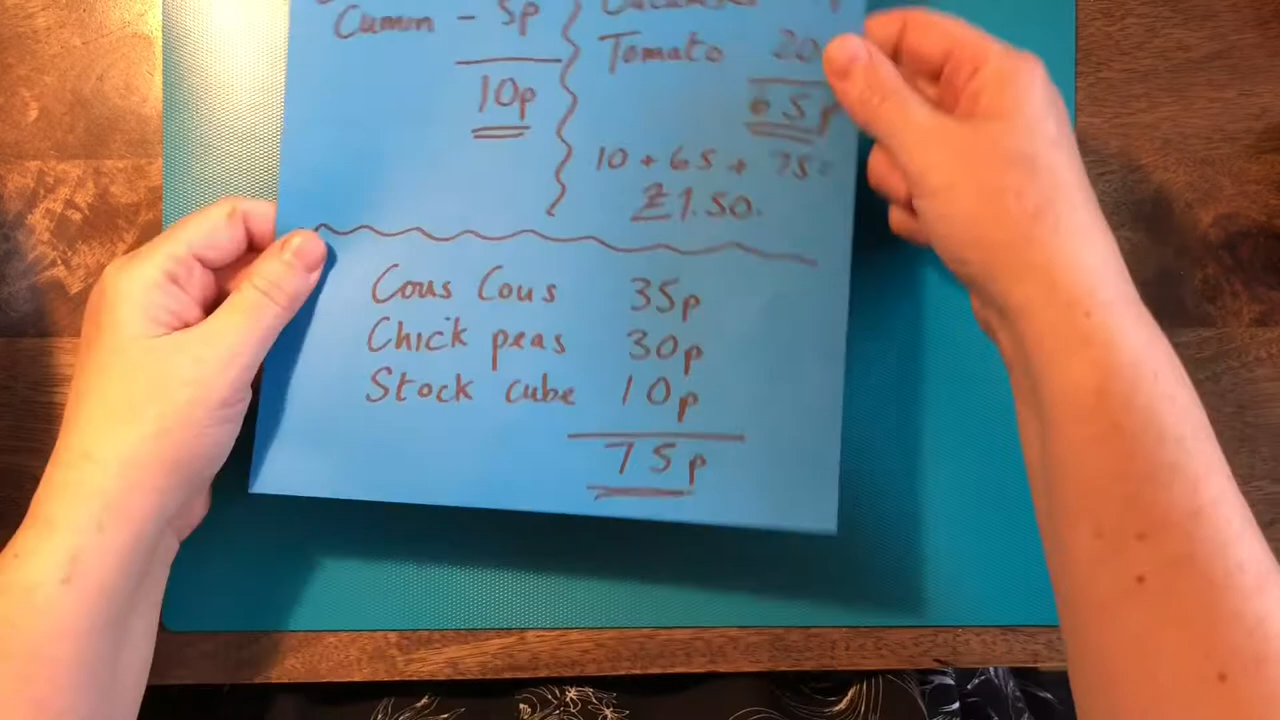 Cumin - 5p
10p
Tomato 20
10 + 65 + 75
£1.50.
Cous Cous 35p
Chick peas 30p
Stock cube 10p
75p